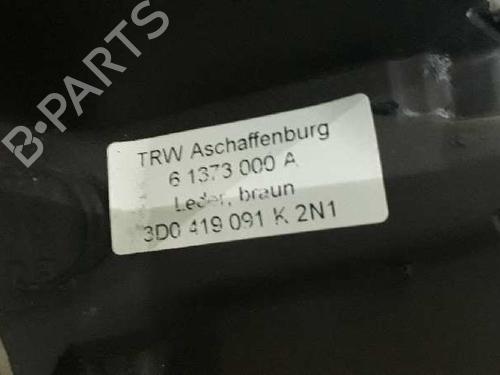 B-PARTS
TRW Aschaffenburg
6 1373 000 A
Leder, braun
3D0 419 091 K 2N1